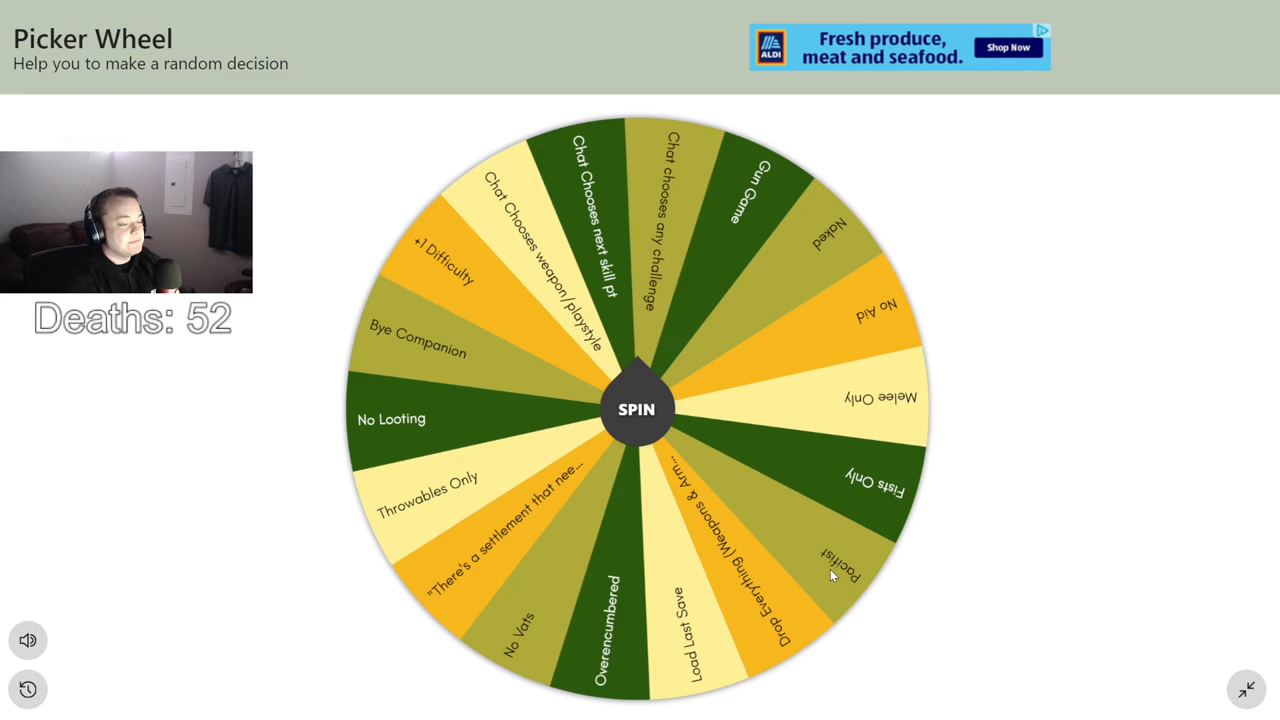 Picker Wheel
Help you to make a random decision
ALDI
Fresh produce,
meat and seafood.
Shop Now
Deaths: 52
Chat chooses any challenge
Gun Game
Naked
No Aid
Melee Only
Fists Only
Pacifist
Drop Everything (Weapons & Arm...
Load Last Save
Overencumbered
No Vats
"There's a settlement that nee...
Throwables Only
No Looting
Bye Companion
+1 Difficulty
Chat Chooses weapon/playstyle
Chat Chooses next skill pt
SPIN